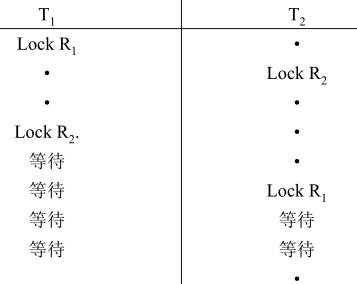 T1 T2
Lock R1 •
• Lock R2
• •
Lock R2. •
等待 •
等待 Lock R1
等待 等待
等待 等待
•